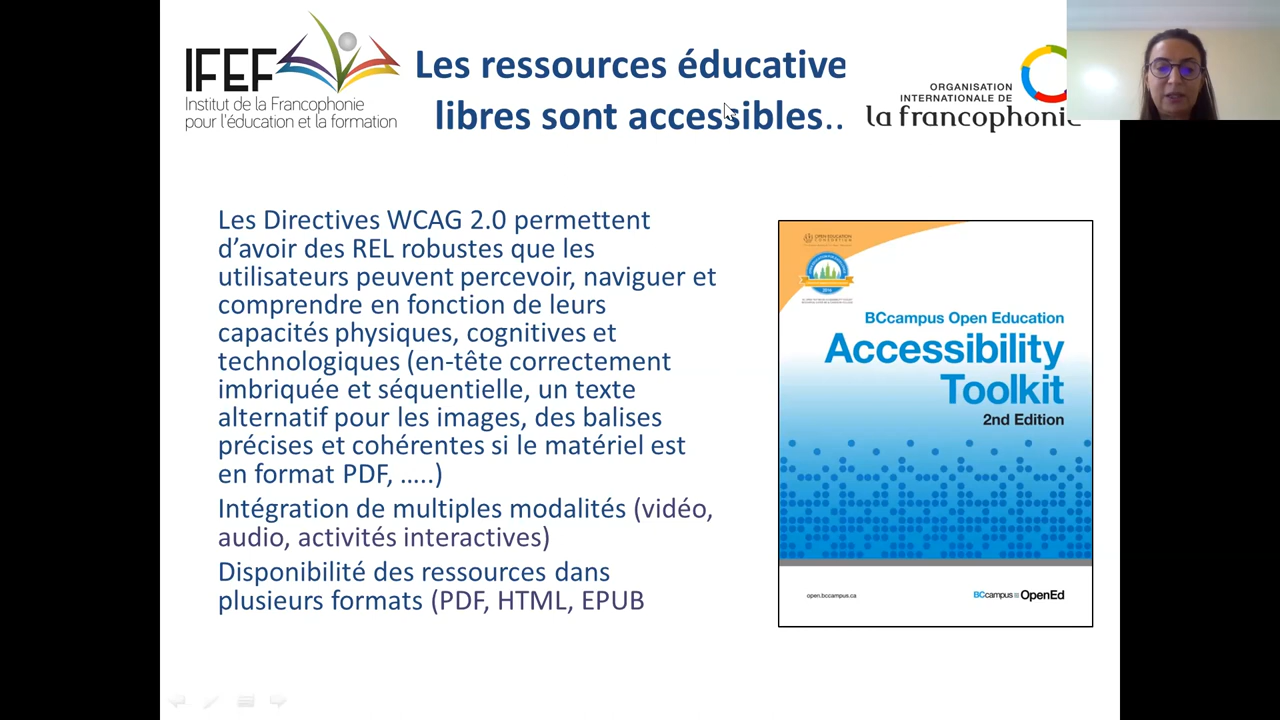 IFEF
Institut de la Francophonie
pour l'éducation et la formation
Les ressources éducative
libres sont accessibles..
ORGANISATION
INTERNATIONALE DE
la francophonie
Les Directives WCAG 2.0 permettent
d’avoir des REL robustes que les
utilisateurs peuvent percevoir, naviguer et
comprendre en fonction de leurs
capacités physiques, cognitives et
technologiques (en-tête correctement
imbriquée et séquentielle, un texte
alternatif pour les images, des balises
précises et cohérentes si le matériel est
en format PDF, …..)
Intégration de multiples modalités (vidéo,
audio, activités interactives)
Disponibilité des ressources dans
plusieurs formats (PDF, HTML, EPUB
OPEN EDUCATION
CONSORTIUM
BCcampus Open Education
Accessibility
Toolkit
2nd Edition
open.bccampus.ca
BCcampus OpenEd